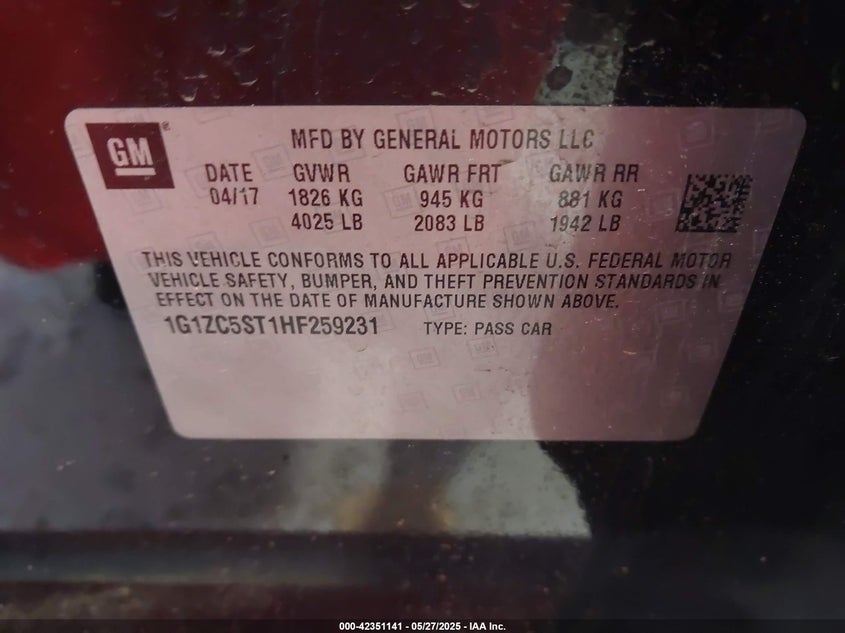 GM®
MFD BY GENERAL MOTORS LLC
DATE GVWR GAWR FRT GAWR RR
04/17 1826 KG 945 KG 881 KG
4025 LB 2083 LB 1942 LB
THIS VEHICLE CONFORMS TO ALL APPLICABLE U.S. FEDERAL MOTOR
VEHICLE SAFETY, BUMPER, AND THEFT PREVENTION STANDARDS IN
EFFECT ON THE DATE OF MANUFACTURE SHOWN ABOVE.
1G1ZC5ST1HF259231 TYPE: PASS CAR
000-42351141 - 05/27/2025 - IAA Inc.